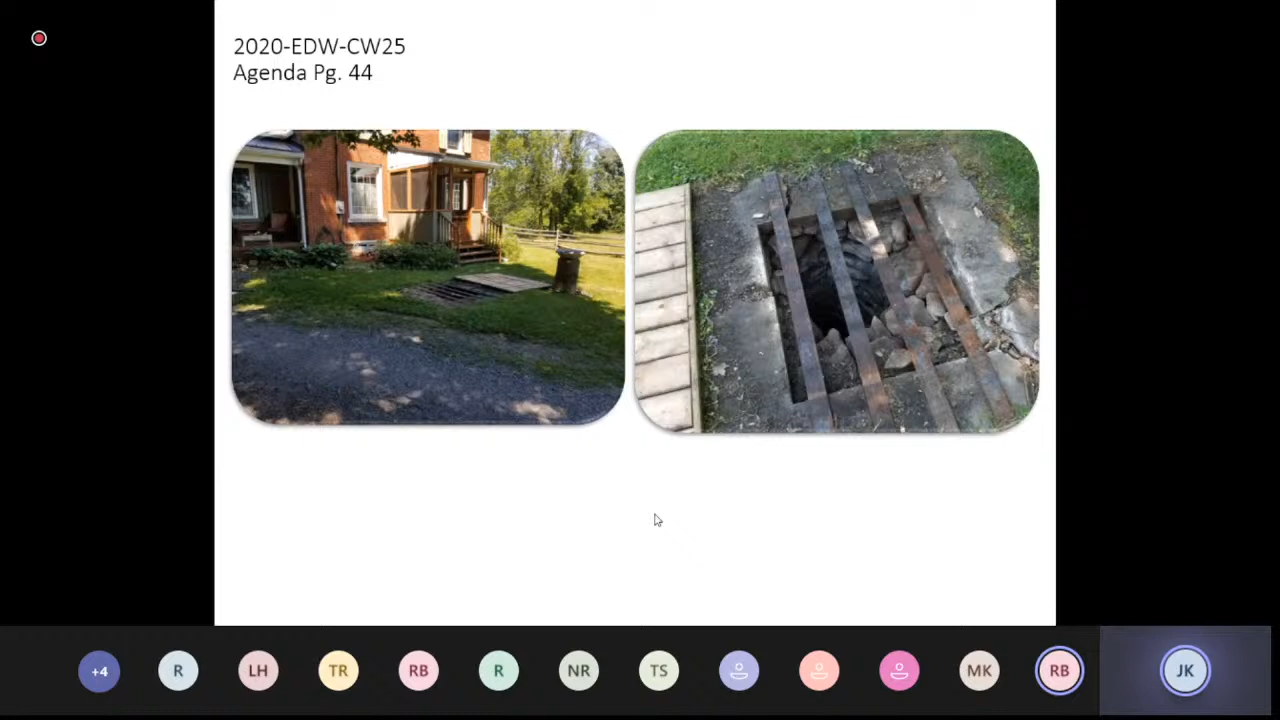 2020-EDW-CW25
Agenda Pg. 44
+4
R
LH
TR
RB
R
NR
TS
MK
RB
JK